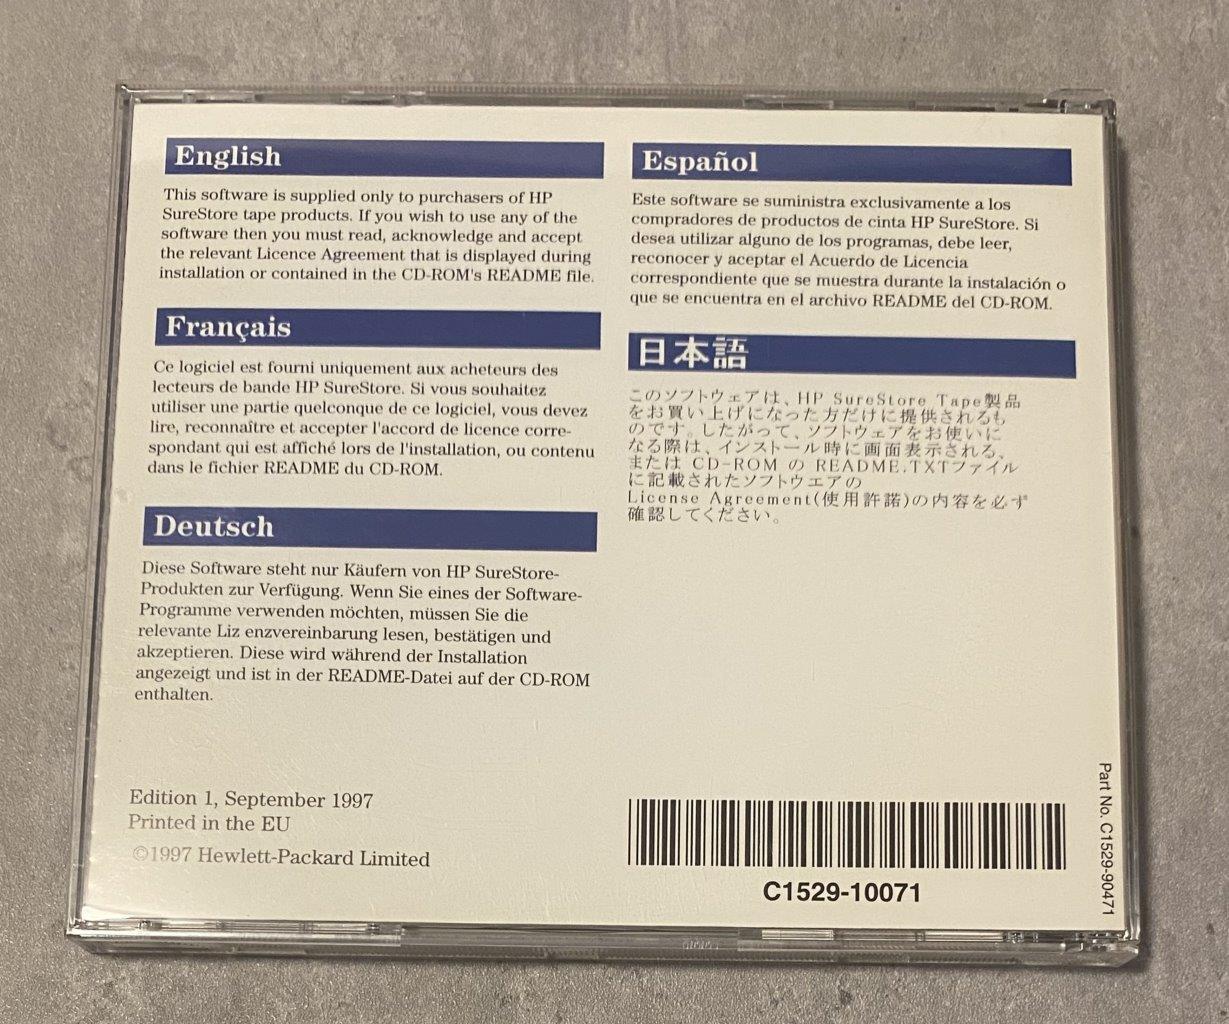 English
This software is supplied only to purchasers of HP
SureStore tape products. If you wish to use any of the
software then you must read, acknowledge and accept
the relevant Licence Agreement that is displayed during
installation or contained in the CD-ROM's README file.
Français
Ce logiciel est fourni uniquement aux acheteurs des
lecteurs de bande HP SureStore. Si vous souhaitez
utiliser une partie quelconque de ce logiciel, vous devez
lire, reconnaître et accepter l'accord de licence corre-
spondant qui est affiché lors de l'installation, ou contenu
dans le fichier README du CD-ROM.
Deutsch
Diese Software steht nur Käufern von HP SureStore-
Produkten zur Verfügung. Wenn Sie eines der Software-
Programme verwenden möchten, müssen Sie die
relevante Liz enzvereinbarung lesen, bestätigen und
akzeptieren. Diese wird während der Installation
angezeigt und ist in der README-Datei auf der CD-ROM
enthalten.
Edition 1, September 1997
Printed in the EU
©1997 Hewlett-Packard Limited
Español
Este software se suministra exclusivamente a los
compradores de productos de cinta HP SureStore. Si
desea utilizar alguno de los programas, debe leer,
reconocer y aceptar el Acuerdo de Licencia
correspondiente que se muestra durante la instalación o
que se encuentra en el archivo README del CD-ROM.
日本語
このソフトウェアは、HP SureStore Tape製品
をお買い上げになった方だけに提供されるも
のです。したがって、ソフトウェアをお使いに
なる際は、インストール時に画面表示される、
または CD-ROM の README.TXTファイル
に記載されたソフトウエアの
License Agreement(使用許諾)の内容を必ず
確認してください。
C1529-10071
Part No. C1529-90471